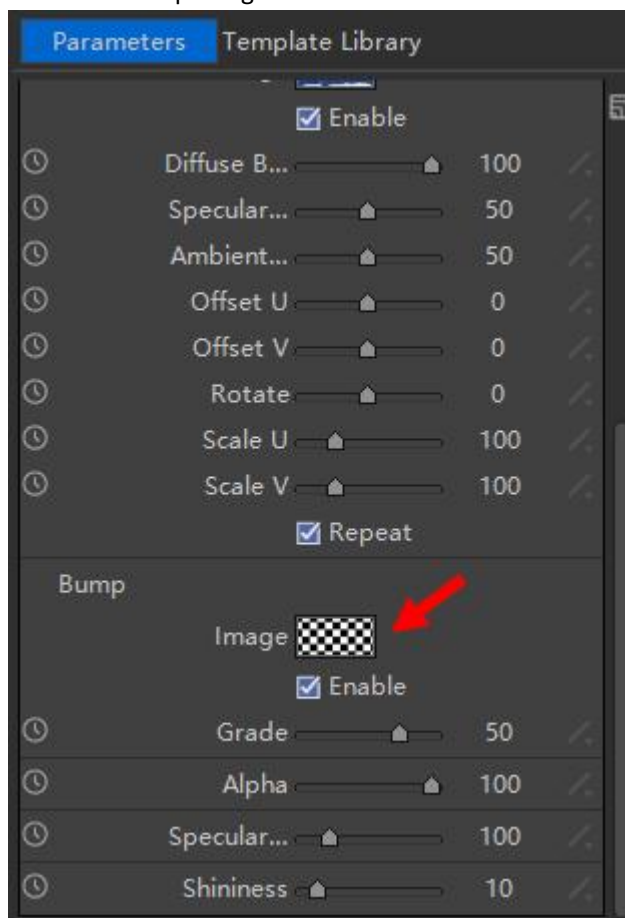 Parameters Template Library
Enable
Diffuse B... 100
Specular... 50
Ambient... 50
Offset U 0
Offset V 0
Rotate 0
Scale U 100
Scale V 100
Repeat
Bump
Image
Enable
Grade 50
Alpha 100
Specular... 100
Shininess 10